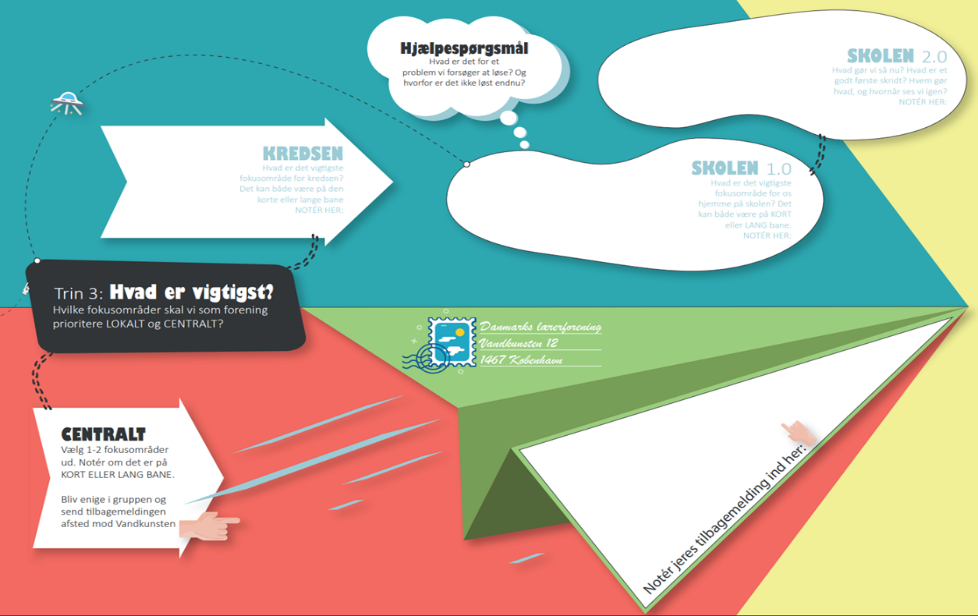 Hjælpespørgsmål
Hvad er det for et
problem vi forsøger at løse? Og
hvorfor er det ikke løst endnu?
SKOLEN 2.0
Hvad gør vi så nu? Hvad er et
godt første skridt? Hvem gør
hvad, og hvornår ses vi igen?
NOTÉR HER:
KREDSEN
Hvad er det vigtigste
fokusområde for kredsen?
Det kan både være på den
korte eller lange bane
NOTÉR HER:
SKOLEN 1.0
Hvad er det vigtigste
fokusområde for os
hjemme på skolen? Det
kan både være på KORT
eller LANG bane.
NOTÉR HER:
Trin 3: Hvad er vigtigst?
Hvilke fokusområder skal vi som forening
prioritere LOKALT og CENTRALT?
Danmarks lærerforening
Vandkunsten 12
1467 København
CENTRALT
Vælg 1-2 fokusområder
ud. Notér om det er på
KORT ELLER LANG BANE.
Bliv enige i gruppen og
send tilbagemeldingen
afsted mod Vandkunsten
Notér jeres tilbagemelding ind her: